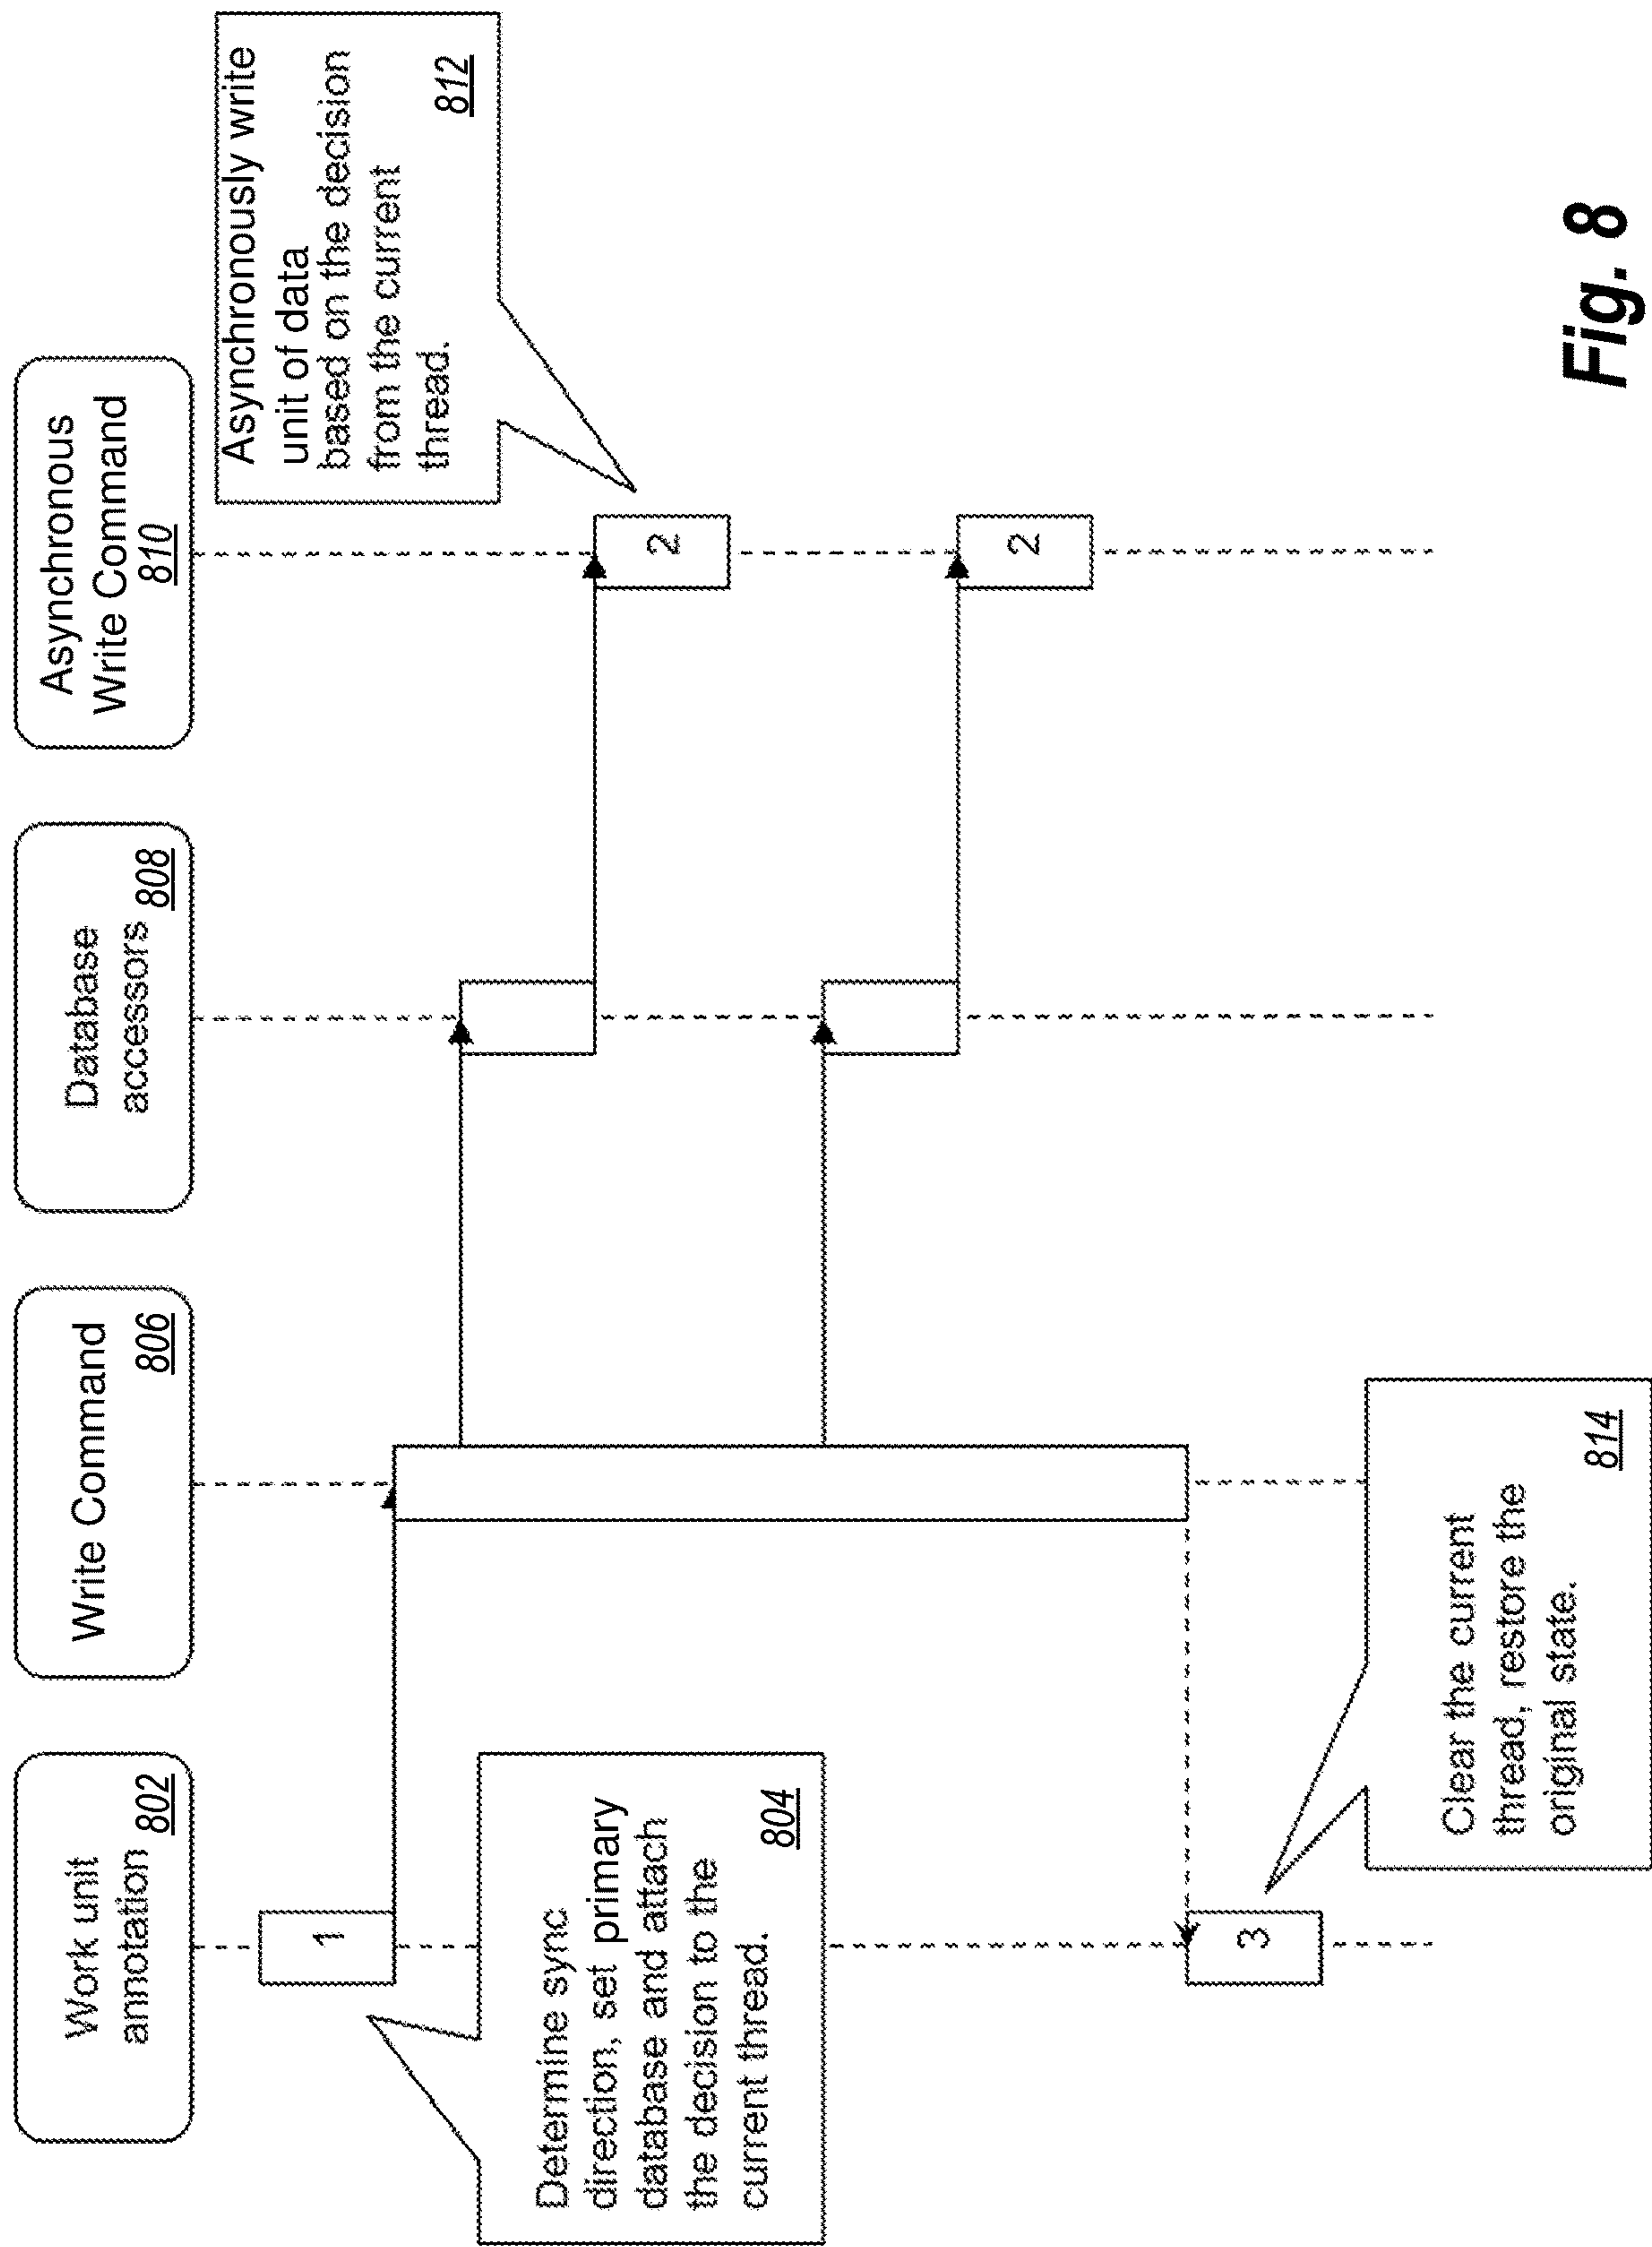 Work unit
annotation 802
Write Command
806
Database
accessors 808
Asynchronous
Write Command
810
1
Determine sync
direction, set primary
database and attach
the decision to the
current thread.
804
Asynchronously write
unit of data
based on the decision
from the current
thread.
812
2
2
3
Clear the current
thread, restore the
original state.
814
Fig. 8